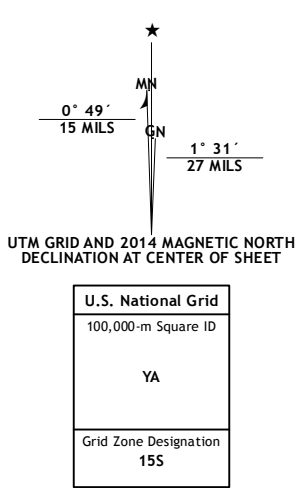 MN
0° 49´
15 MILS
GN
1° 31´
27 MILS
UTM GRID AND 2014 MAGNETIC NORTH
DECLINATION AT CENTER OF SHEET
U.S. National Grid
100,000-m Square ID
YA
Grid Zone Designation
15S